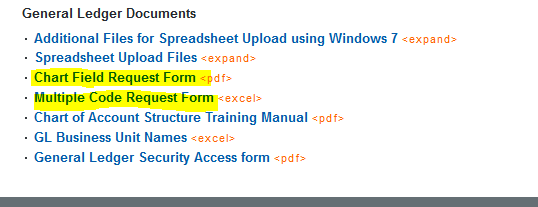 General Ledger Documents
· Additional Files for Spreadsheet Upload using Windows 7 <expand>
· Spreadsheet Upload Files <expand>
· Chart Field Request Form <pdf>
· Multiple Code Request Form <excel>
· Chart of Account Structure Training Manual <pdf>
· GL Business Unit Names <excel>
· General Ledger Security Access form <pdf>